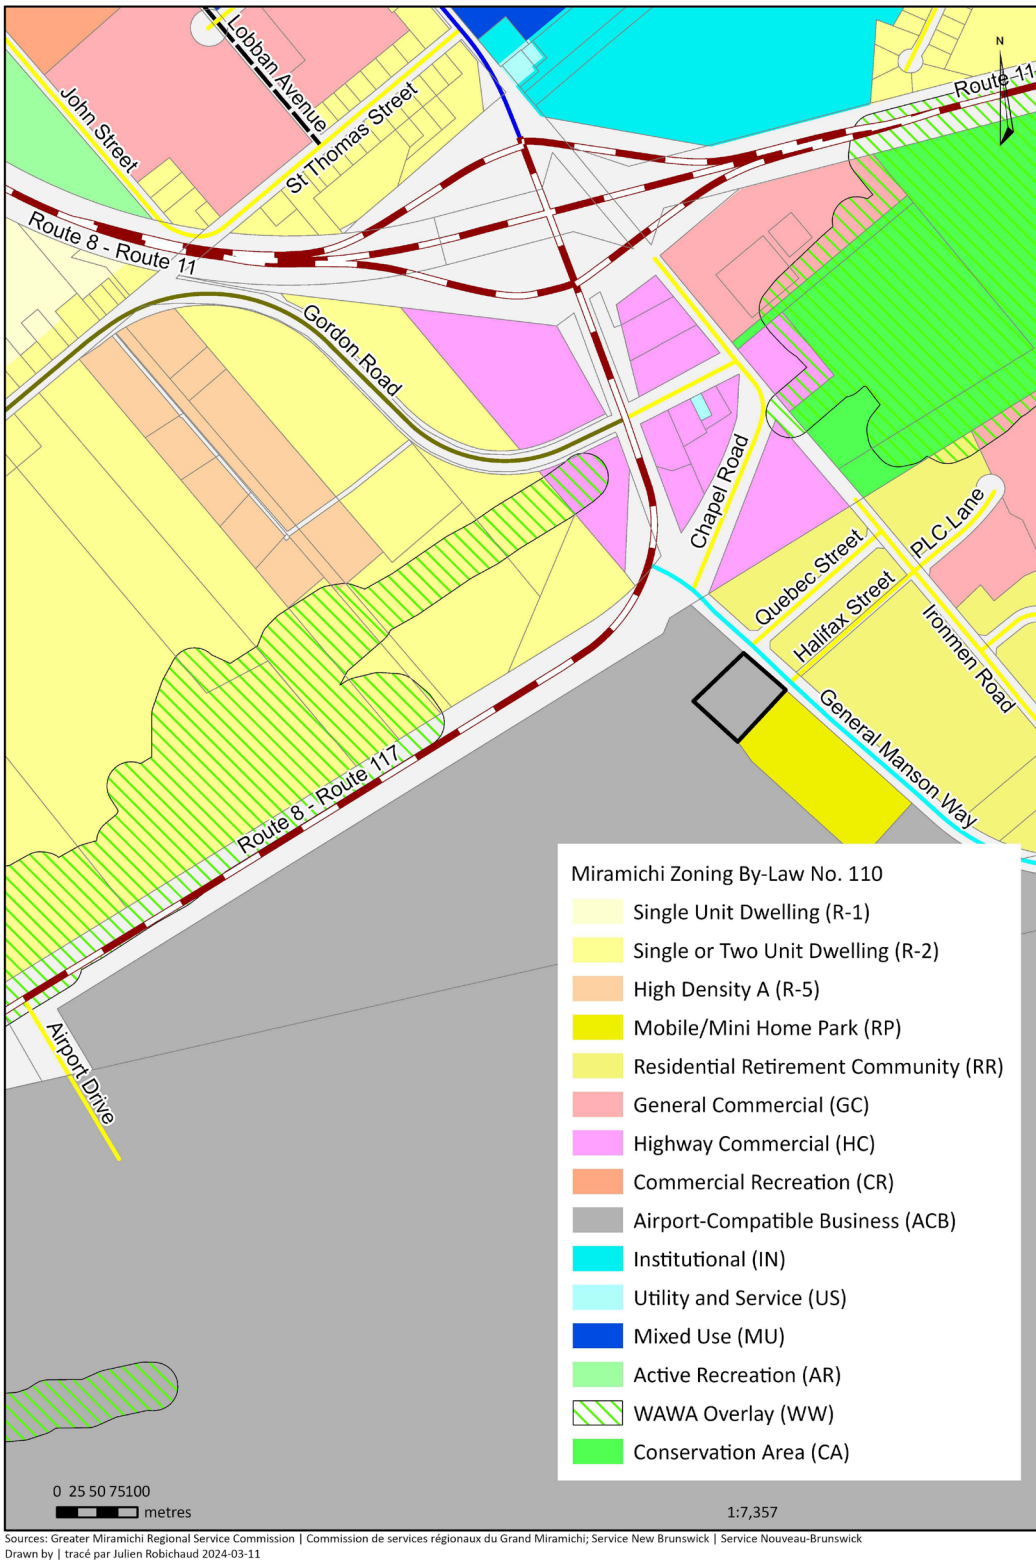 Lobban Avenue
N
John Street
St Thomas Street
Route 11
Route 8 - Route 11
Gordon Road
Chapel Road
PLC Lane
Quebec Street
Halifax Street
Ironmen Road
General Manson Way
Route 8 - Route 117
Airport Drive
Miramichi Zoning By-Law No. 110
Single Unit Dwelling (R-1)
Single or Two Unit Dwelling (R-2)
High Density A (R-5)
Mobile/Mini Home Park (RP)
Residential Retirement Community (RR)
General Commercial (GC)
Highway Commercial (HC)
Commercial Recreation (CR)
Airport-Compatible Business (ACB)
Institutional (IN)
Utility and Service (US)
Mixed Use (MU)
Active Recreation (AR)
WAWA Overlay (WW)
Conservation Area (CA)
0 25 50 75100
metres
1:7,357
Sources: Greater Miramichi Regional Service Commission | Commission de services régionaux du Grand Miramichi; Service New Brunswick | Service Nouveau-Brunswick
Drawn by | tracé par Julien Robichaud 2024-03-11